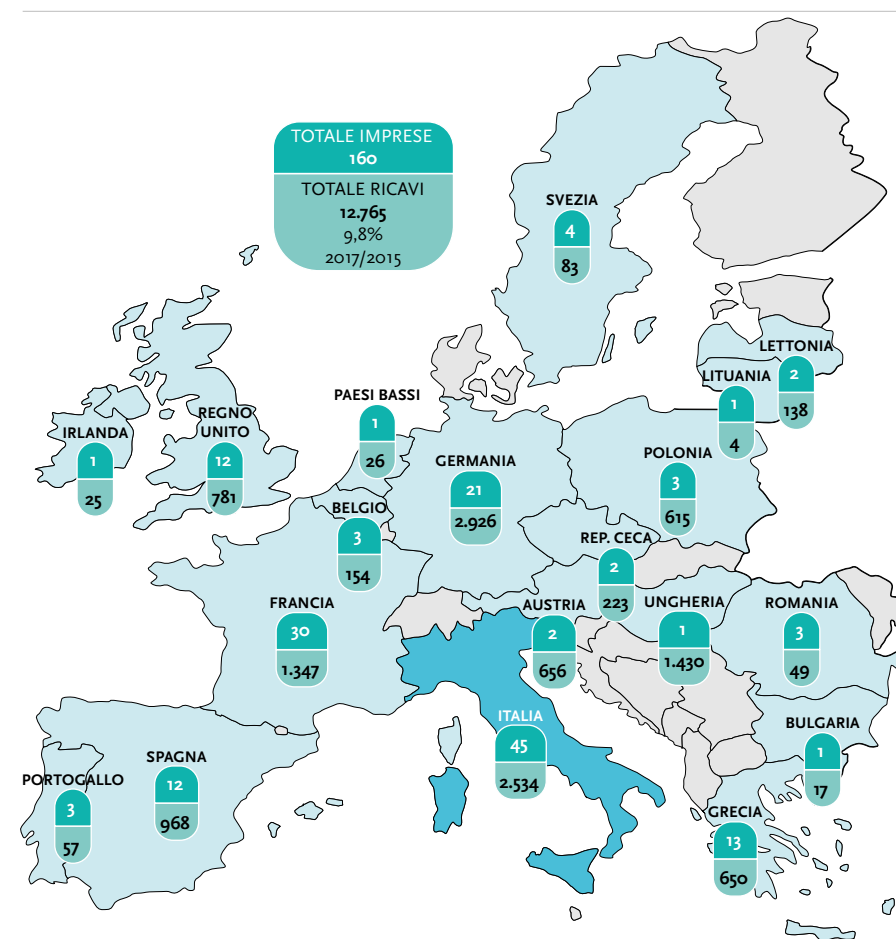 TOTALE IMPRESE
160
TOTALE RICAVI
12.765
9,8%
2017/2015
SVEZIA
4
83
LETTONIA
2
138
LITUANIA
1
4
PAESI BASSI
1
26
REGNO
UNITO
12
781
IRLANDA
1
25
GERMANIA
21
2.926
POLONIA
3
615
BELGIO
3
154
REP. CECA
2
223
FRANCIA
30
1.347
AUSTRIA
2
656
UNGHERIA
1
1.430
ROMANIA
3
49
ITALIA
45
2.534
BULGARIA
1
17
SPAGNA
12
968
PORTOGALLO
3
57
GRECIA
13
650